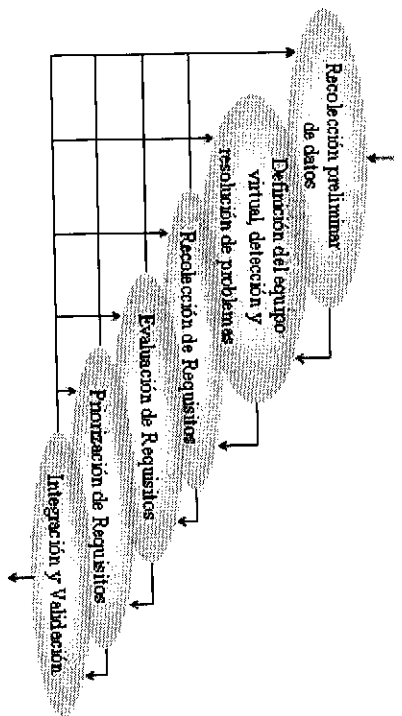 Recolección preliminar
de datos
Definición del equipo
virtual, detección y
resolución de problemas
Recolección de Requisitos
Evaluación de Requisitos
Priorización de Requisitos
Integración y Validación